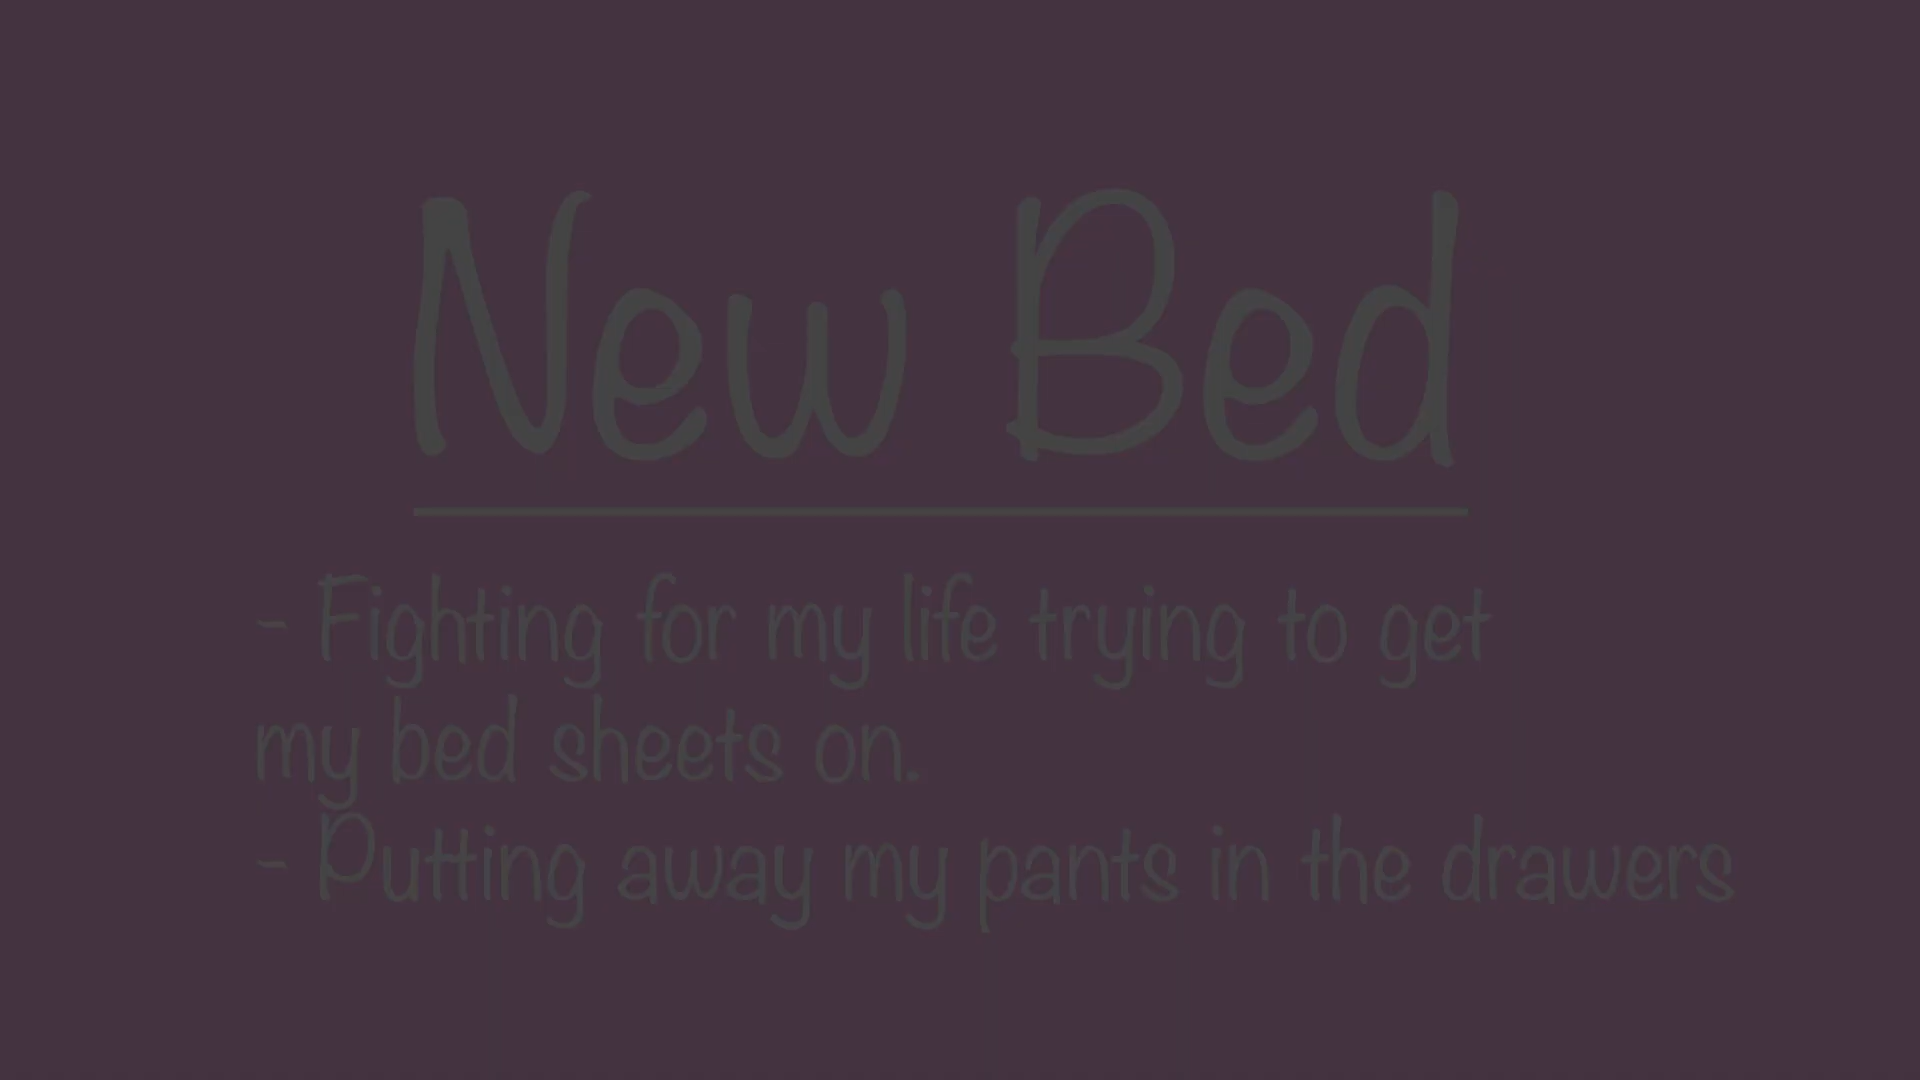 New Bed
- Fighting for my life trying to get
my bed sheets on.
- Putting away my pants in the drawers